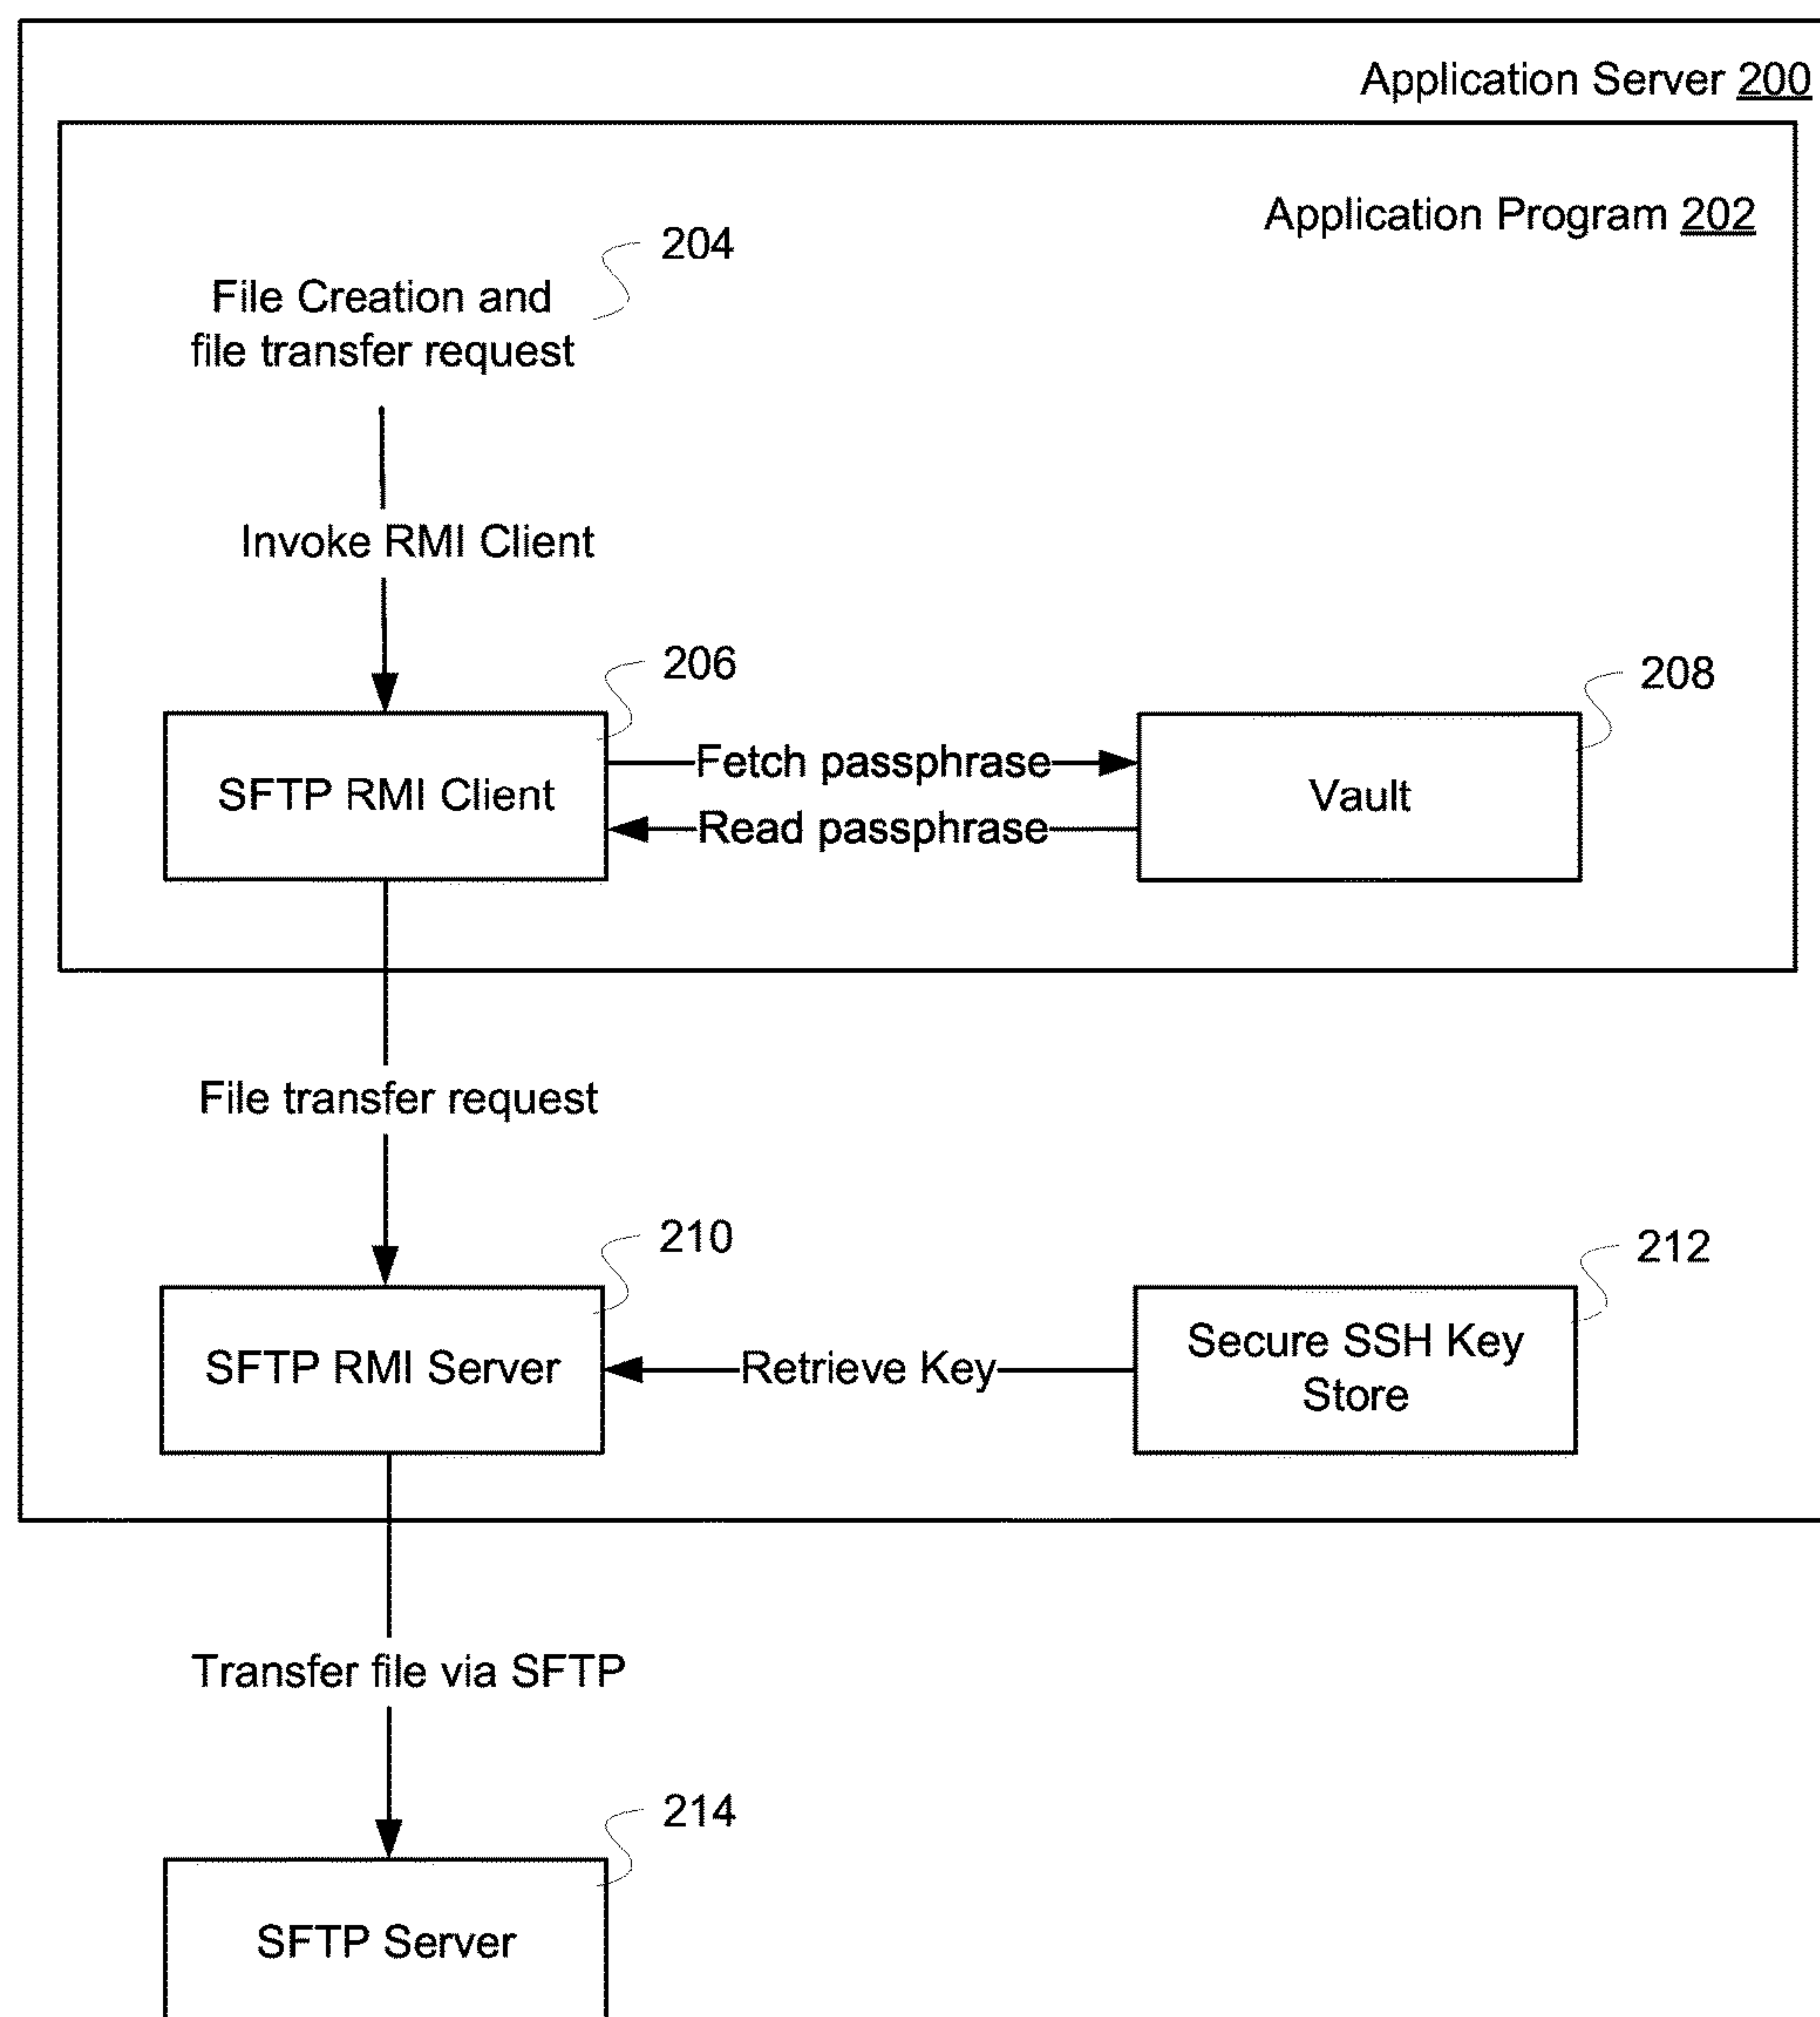 Application Server 200
Application Program 202
204
File Creation and
file transfer request
Invoke RMI Client
206
208
SFTP RMI Client
Fetch passphrase
Read passphrase
Vault
File transfer request
210
212
SFTP RMI Server
Retrieve Key
Secure SSH Key
Store
Transfer file via SFTP
214
SFTP Server